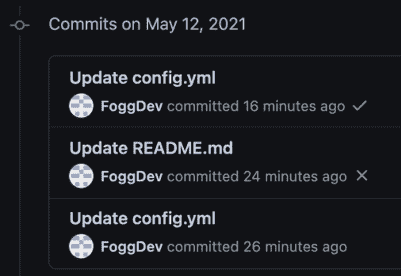 Commits on May 12, 2021
Update config.yml
FoggDev committed 16 minutes ago
Update README.md
FoggDev committed 24 minutes ago
Update config.yml
FoggDev committed 26 minutes ago